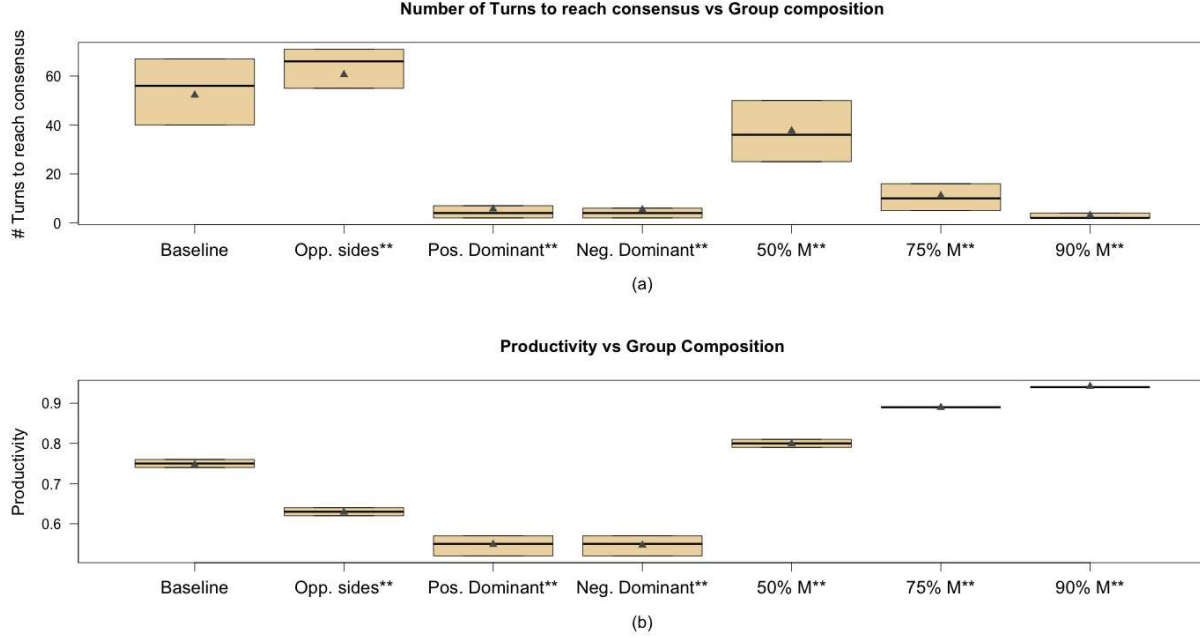 Number of Turns to reach consensus vs Group composition
# Turns to reach consensus
60
40
20
0
Baseline Opp. sides** Pos. Dominant** Neg. Dominant** 50% M** 75% M** 90% M**
(a)
Productivity vs Group Composition
Productivity
0.9
0.8
0.7
0.6
Baseline Opp. sides** Pos. Dominant** Neg. Dominant** 50% M** 75% M** 90% M**
(b)